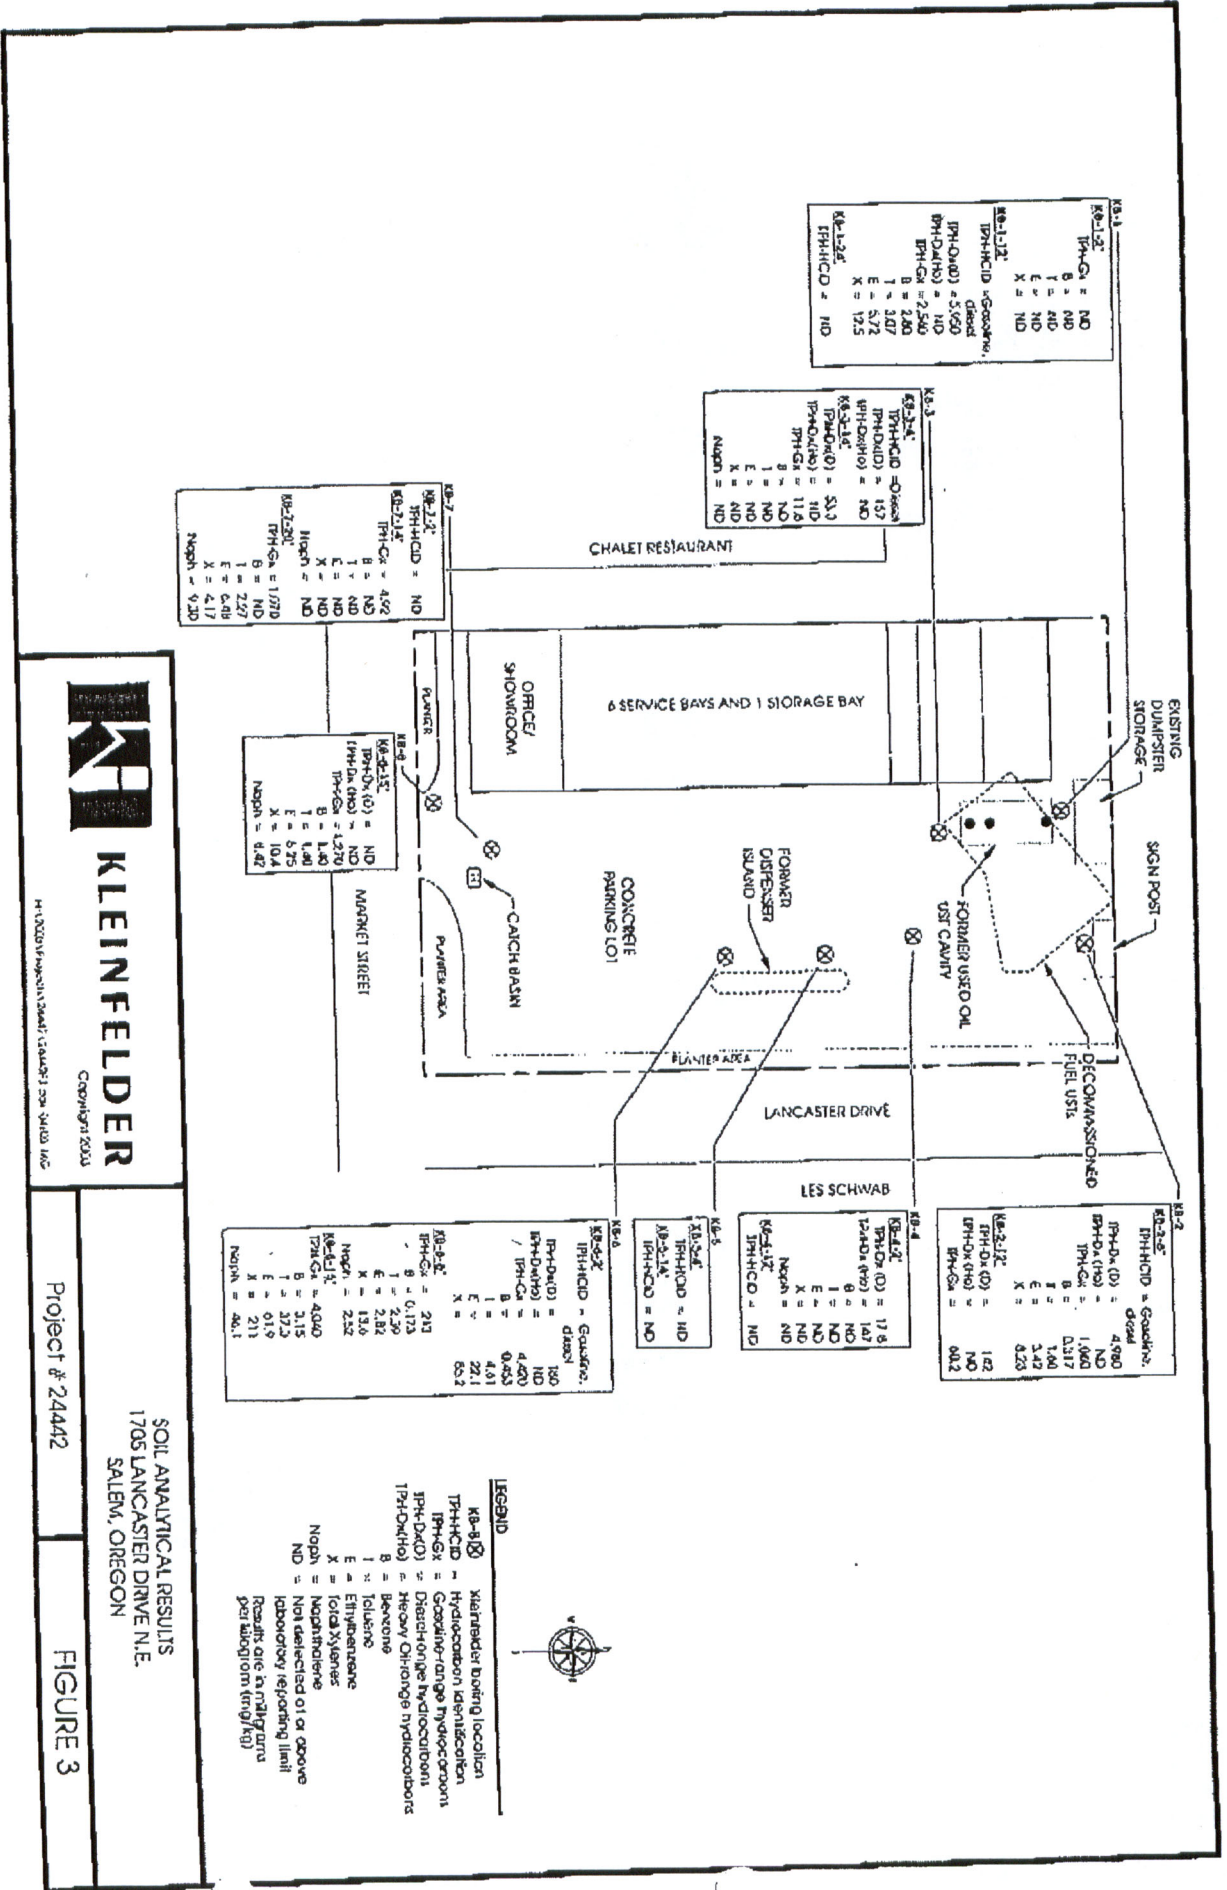 KB-1
KB-1-2'
TPH-Gx = ND
B = ND
T = ND
E = ND
X = ND
KB-1-12'
TPH-HCID = Gasoline,
diesel
TPH-Dx(D) = 5,950
TPH-Dx(Ho) = ND
TPH-Gx = 2,540
B = 2.80
T = 3.07
E = 5.72
X = 12.5
KB-1-24'
TPH-HCID = ND
KB-3
KB-3-4'
TPH-HCID = Diesel
TPH-Dx(D) = 157
TPH-Dx(Ho) = ND
KB-3-14'
TPH-Dx(D) =
TPH-Dx(Ho) = ND
TPH-Gx = 11.6
B = ND
T = ND
E = ND
X = ND
Naph = ND
KB-7
KB-7-2'
TPH-HCID = ND
KB-7-14'
TPH-Gx = 4.92
B = ND
T = ND
E = ND
X = ND
Naph = ND
KB-7-20'
TPH-Gx = 1,070
B = ND
T = 2.97
E = 6.48
X = 4.17
Naph = 9.30
KB-8
KB-8-15'
TPH-Dx (D) = ND
TPH-Dx (Ho) = ND
TPH-Gx = 1,270
B = 1.40
T = 1.80
E = 6.25
X = 10.4
Naph = 8.42
CHALET RESTAURANT
EXISTING
DUMPSTER
STORAGE
SIGN POST
6 SERVICE BAYS AND 1 STORAGE BAY
OFFICE/
SHOWROOM
PLANTER
FORMER USED OIL
UST CAVITY
DECOMMISSIONED
FUEL USTs
FORMER
DISPENSER
ISLAND
CONCRETE
PARKING LOT
CATCH BASIN
PLANTER AREA
PLANTER AREA
MARKET STREET
LANCASTER DRIVE
LES SCHWAB
KB-2
KB-2-6'
TPH-HCID = Gasoline,
diesel
TPH-Dx (D) = 4,980
TPH-Dx (Ho) = ND
TPH-Gx = 1,060
B = 0.317
T = 1.60
E = 3.42
X = 8.23
KB-2-12'
TPH-Dx (D) = 142
TPH-Dx (Ho) = ND
TPH-Gx = 60.2
KB-4
KB-4-2'
TPH-Dx (D) = 17.8
TPH-Dx (Ho) = 147
B = ND
T = ND
E = ND
X = ND
Naph = ND
KB-4-12'
TPH-HCID = ND
KB-5
KB-5-4'
TPH-HCID = ND
KB-5-14'
TPH-HCID = ND
KB-6
KB-6-2'
TPH-HCID = Gasoline,
diesel
TPH-Dx(D) = 180
TPH-Dx(Ho) = ND
TPH-Gx = 4,420
B = 0.453
T = 4.61
E = 22.1
X = 85.2
KB-6-6'
TPH-Gx = 213
B = 0.173
T = 2.39
E = 2.82
X = 13.6
Naph = 2.52
KB-6-14'
TPH-Gx = 4,040
B = 3.15
T = 37.3
E = 61.9
X = 211
Naph = 46.1
LEGEND
KB-8 Kleinfelder boring location
TPH-HCID = Hydrocarbon identification
TPH-Gx = Gasoline-range hydrocarbons
TPH-Dx(D) = Diesel-range hydrocarbons
TPH-Dx(Ho) = Heavy Oil-range hydrocarbons
B = Benzene
T = Toluene
E = Ethylbenzene
X = Total Xylenes
Naph = Naphthalene
ND = Not detected at or above
laboratory reporting limit
Results are in milligrams
per kilogram (mg/kg)
KLEINFELDER
Copyright 2003
SOIL ANALYTICAL RESULTS
1705 LANCASTER DRIVE N.E.
SALEM, OREGON
Project # 24442
FIGURE 3